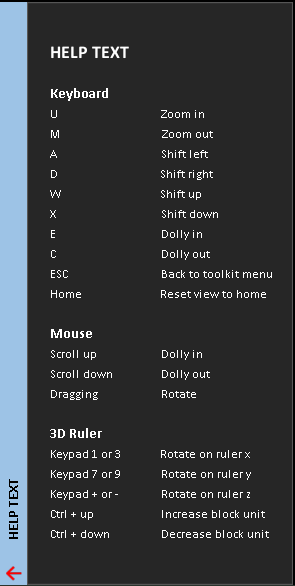 HELP TEXT
Keyboard
U Zoom in
M Zoom out
A Shift left
D Shift right
W Shift up
X Shift down
E Dolly in
C Dolly out
ESC Back to toolkit menu
Home Reset view to home
Mouse
Scroll up Dolly in
Scroll down Dolly out
Dragging Rotate
3D Ruler
Keypad 1 or 3 Rotate on ruler x
Keypad 7 or 9 Rotate on ruler y
Keypad + or - Rotate on ruler z
Ctrl + up Increase block unit
Ctrl + down Decrease block unit
HELP TEXT